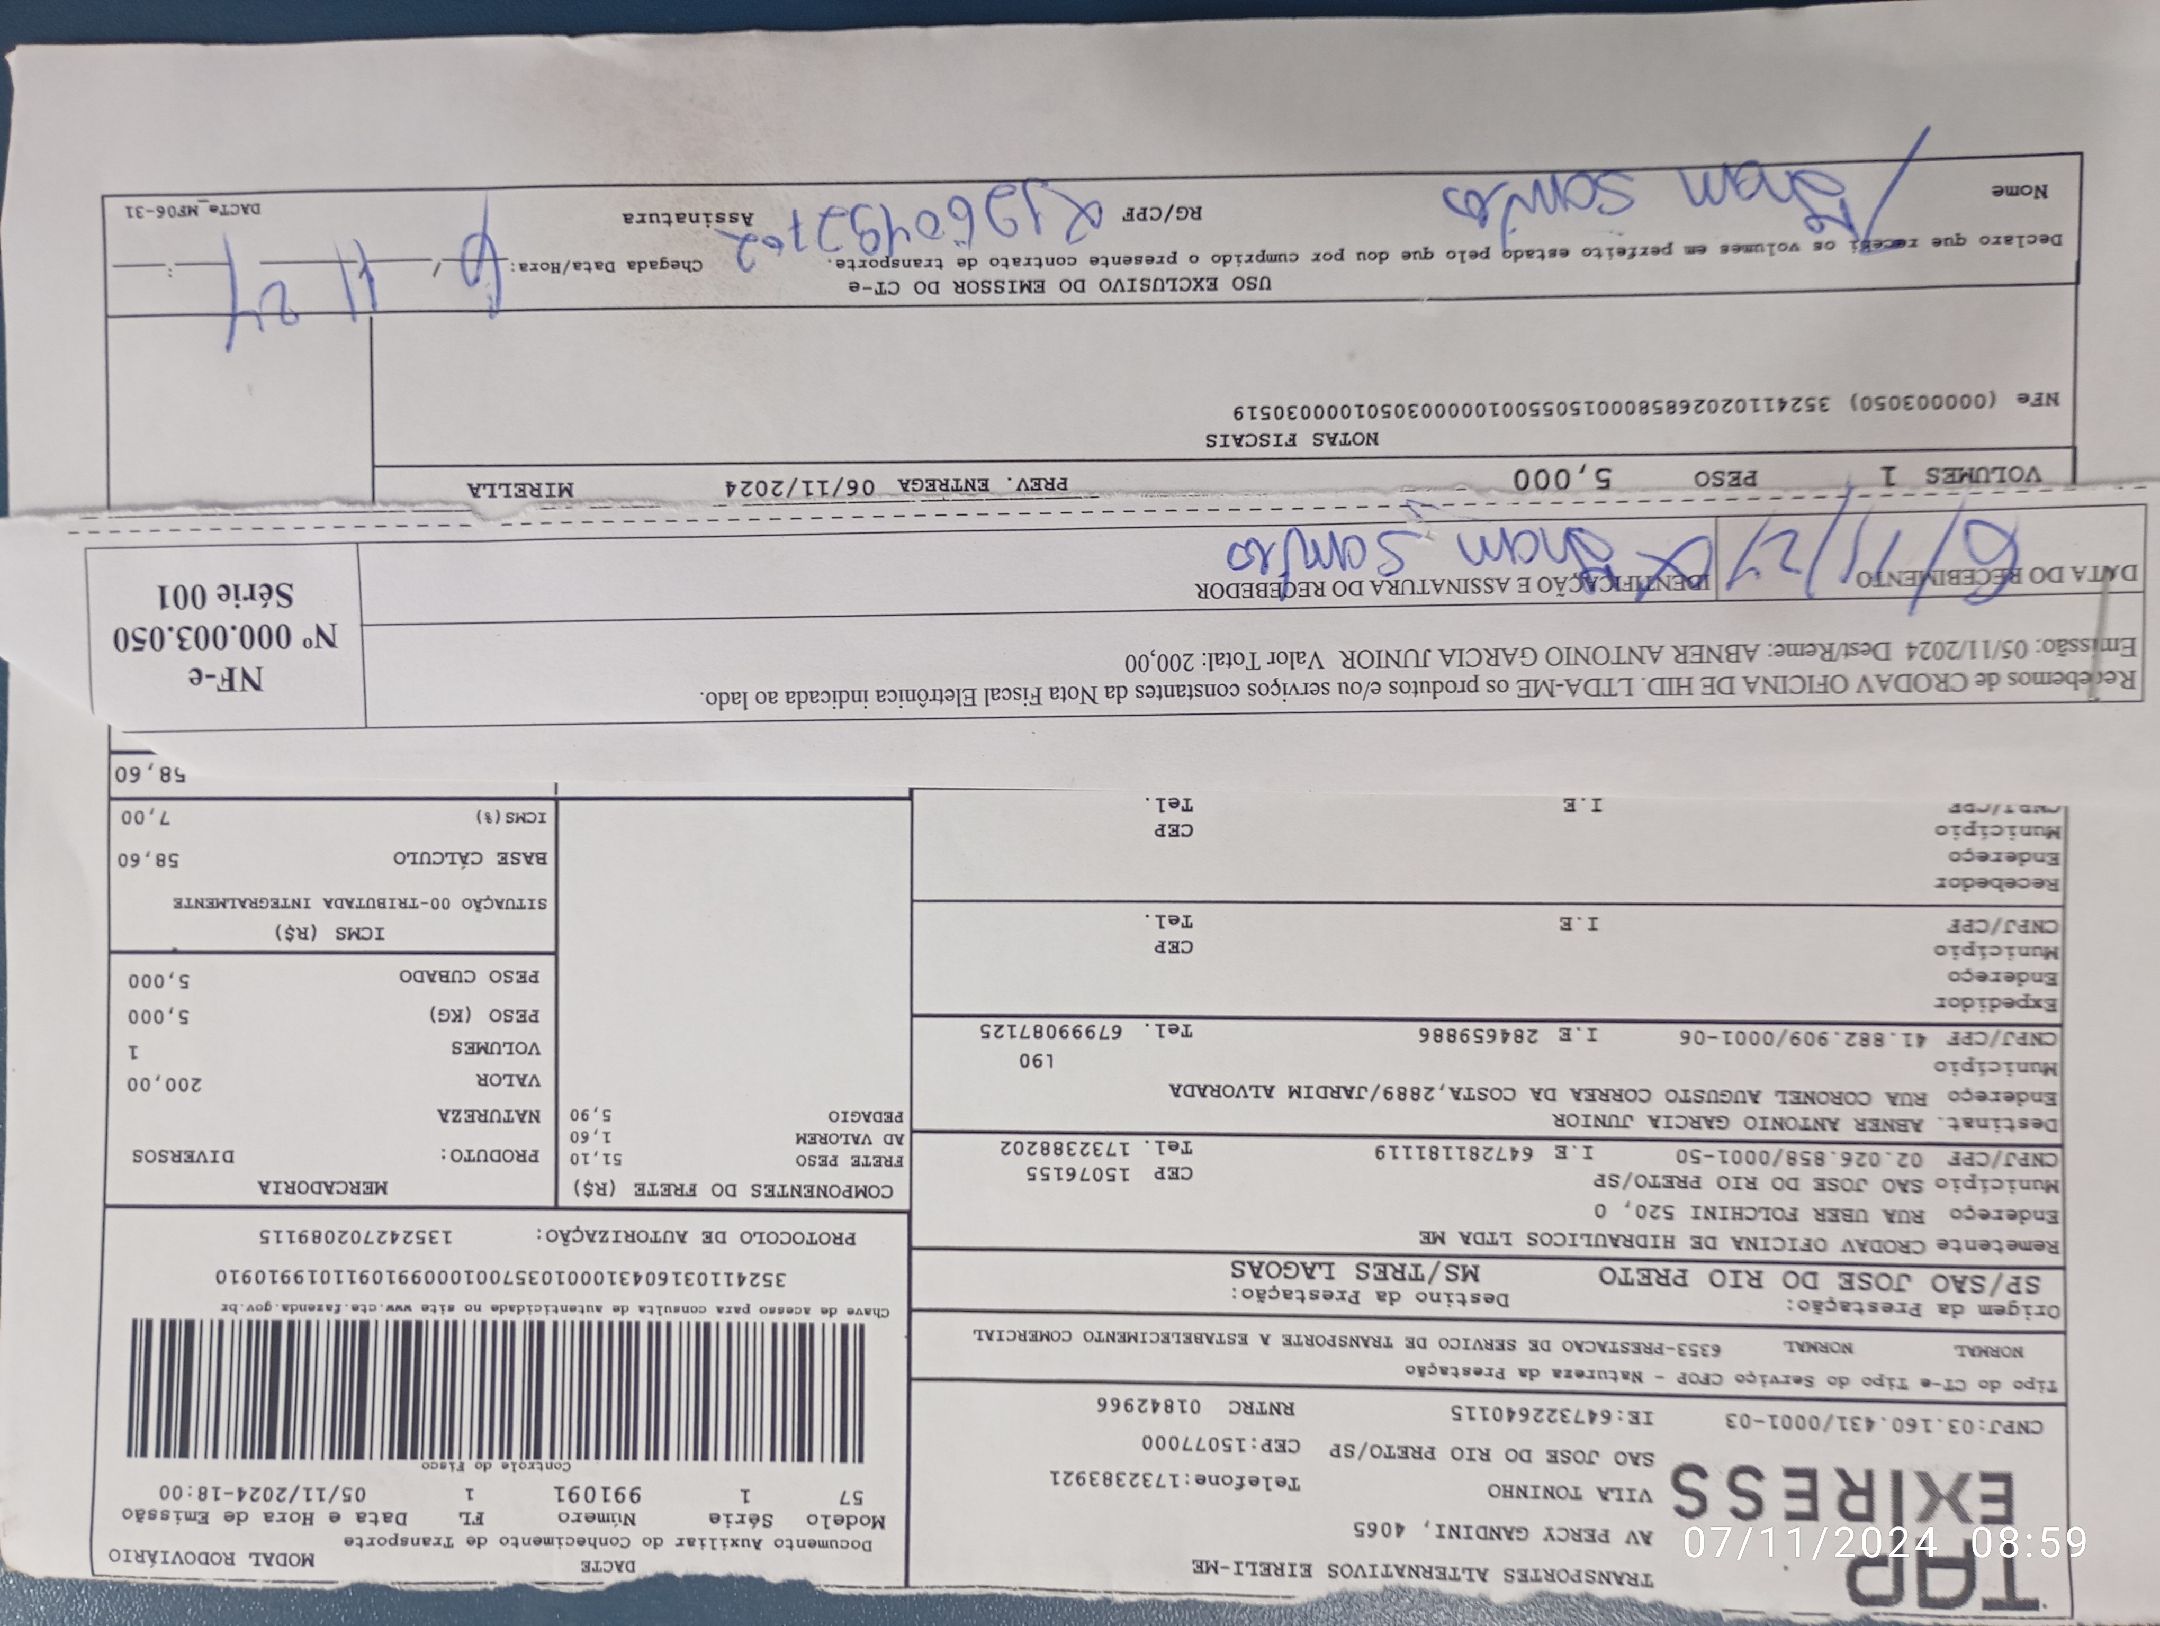 TAP
EXIRESS
TRANSPORTES ALTERNATIVOS EIRELI-ME
AV PERCY GANDINI, 4065
VILA TONINHO Telefone:1732383921
SAO JOSE DO RIO PRETO/SP CEP:15077000
CNPJ:03.160.431/0001-03 IE:647322640115 RNTRC 01842966
DACTE MODAL RODOVIÁRIO
Documento Auxiliar do Conhecimento de Transporte
Modelo Série Número FL Data e Hora de Emissão
57 1 991091 1 05/11/2024-18:00
Controle do Fisco
Chave de acesso para consulta de autenticidade no site www.cte.fazenda.gov.br
35241103160431000103570010009910911019910910
PROTOCOLO DE AUTORIZAÇÃO: 135242702089115
Tipo do CT-e Tipo do Serviço CFOP - Natureza da Prestação
NORMAL NORMAL 6353-PRESTACAO DE SERVICO DE TRANSPORTE A ESTABELECIMENTO COMERCIAL
Origem da Prestação: Destino da Prestação:
SP/SAO JOSE DO RIO PRETO MS/TRES LAGOAS
Remetente CRODAV OFICINA DE HIDRAULICOS LTDA ME
Endereço RUA UBER FOLCHINI 520, 0
Município SAO JOSE DO RIO PRETO/SP CEP 15076155
CNPJ/CPF 02.026.858/0001-50 I.E 647281181119 Tel. 1732388202
Destinat. ABNER ANTONIO GARCIA JUNIOR
Endereço RUA CORONEL AUGUSTO CORREA DA COSTA,2889/JARDIM ALVORADA
Município 190
CNPJ/CPF 41.882.909/0001-06 I.E 284659886 Tel. 67999087125
Expedidor
Endereço
Município CEP
CNPJ/CPF I.E Tel.
Recebedor
Endereço
Município CEP
CNPJ/CPF I.E Tel.
COMPONENTES DO FRETE (R$)
FRETE PESO 51,10
AD VALOREM 1,60
PEDAGIO 5,90
MERCADORIA
PRODUTO: DIVERSOS
NATUREZA
VALOR 200,00
VOLUMES 1
PESO (KG) 5,000
PESO CUBADO 5,000
ICMS (R$)
SITUAÇÃO 00-TRIBUTADA INTEGRALMENTE
BASE CÁLCULO 58,60
ICMS(%) 7,00
58,60
Recebemos de CRODAV OFICINA DE HID. LTDA-ME os produtos e/ou serviços constantes da Nota Fiscal Eletrônica indicada ao lado.
Emissão: 05/11/2024 Dest/Reme: ABNER ANTONIO GARCIA JUNIOR Valor Total: 200,00
DATA DO RECEBIMENTO IDENTIFICAÇÃO E ASSINATURA DO RECEBEDOR
NF-e
Nº 000.003.050
Série 001
VOLUMES 1 PESO 5,000 PREV. ENTREGA 06/11/2024 MIRELLA
NOTAS FISCAIS
NFe (000003050) 35241102026858000150550010000030501000030519
USO EXCLUSIVO DO EMISSOR DO CT-e
Declaro que recebi os volumes em perfeito estado pelo que dou por cumprido o presente contrato de transporte.
Chegada Data/Hora: / 11 24 :
Nome RG/CPF Assinatura
DACTe_MF06-31
07/11/2024 08:59